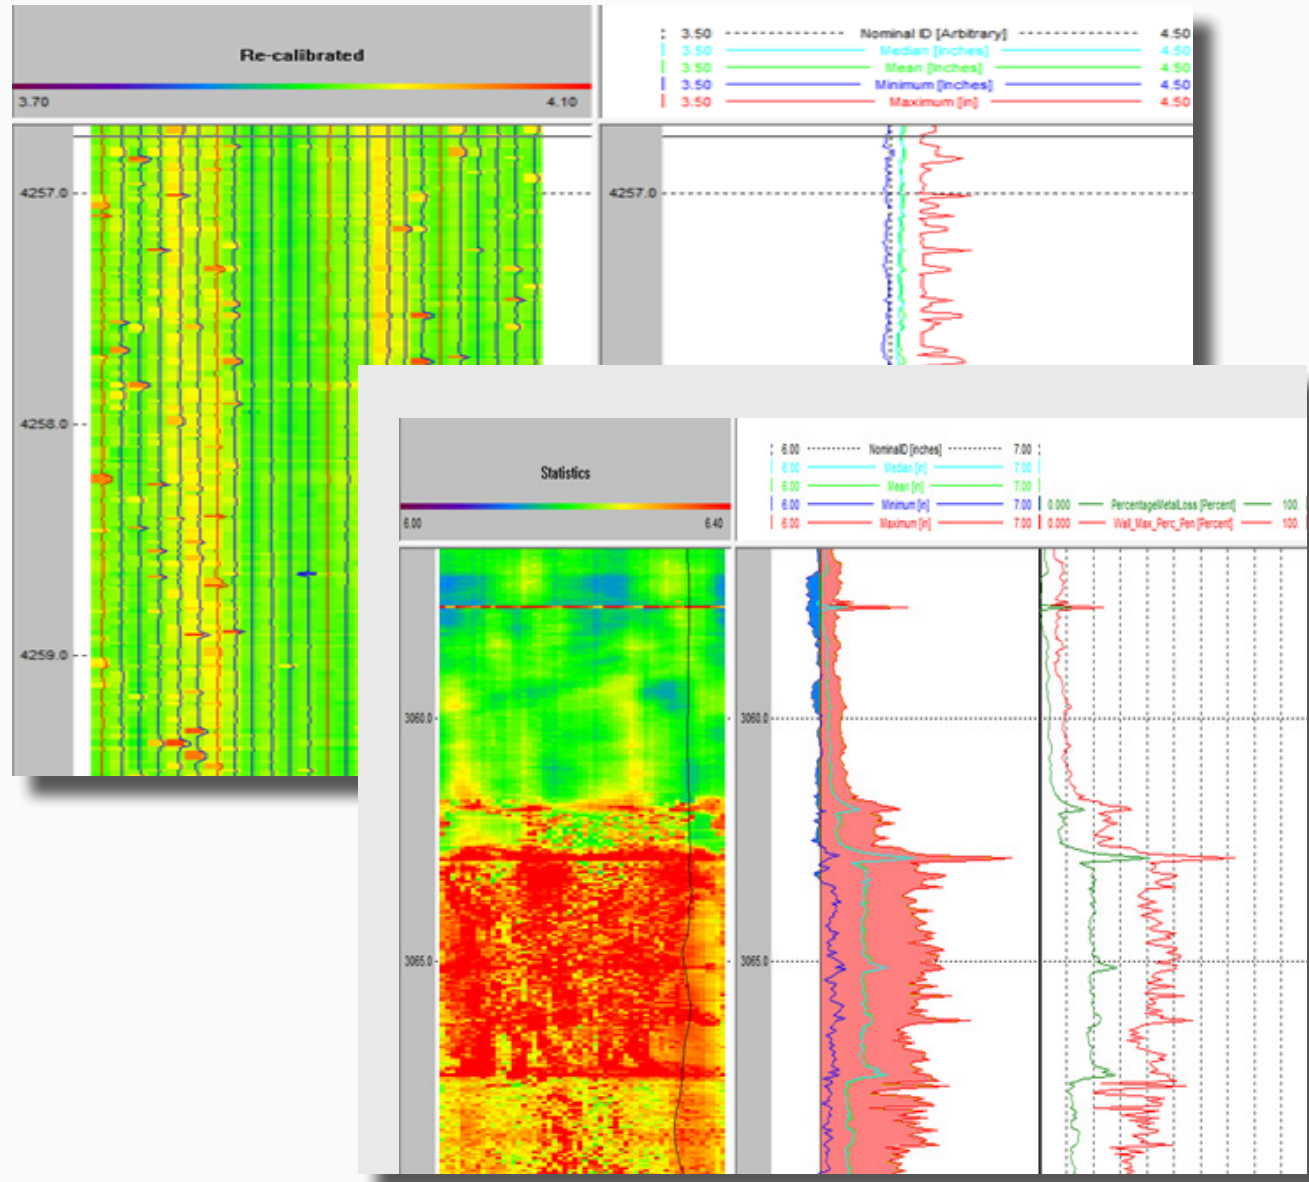 Re-calibrated
3.70 4.10
3.50 Nominal ID [Arbitrary] 4.50
3.50 Median [Inches] 4.50
3.50 Mean [Inches] 4.50
3.50 Minimum [Inches] 4.50
3.50 Maximum [in] 4.50
4257.0
4258.0
4259.0
4257.0
Statistics
6.00 6.40
6.00 NominalID [inches] 7.00
6.00 Median [in] 7.00
6.00 Mean [in] 7.00
6.00 Minimum [in] 7.00 0.000 PercentageMetalLoss [Percent] 100.
6.00 Maximum [in] 7.00 0.000 Wall_Max_Perc_Pen [Percent] 100.
3060.0
3065.0